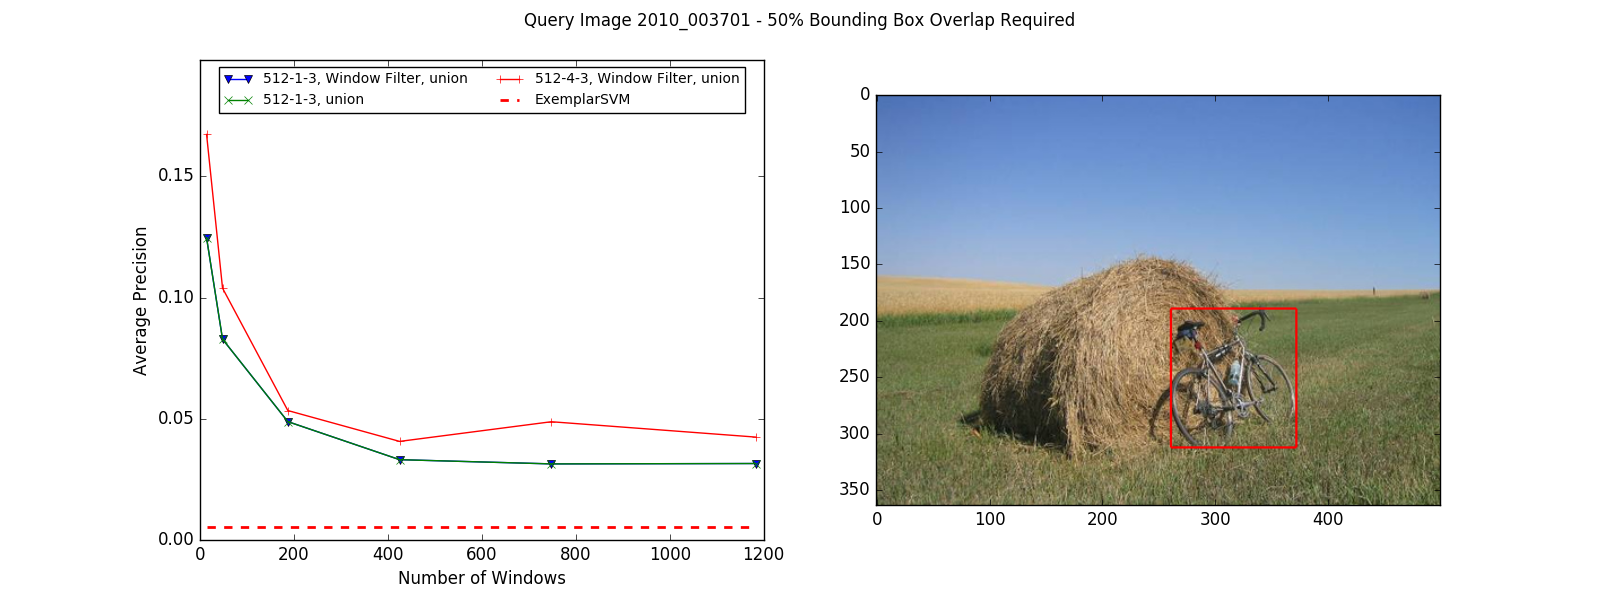 Query Image 2010_003701 - 50% Bounding Box Overlap Required
512-1-3, Window Filter, union
512-1-3, union
512-4-3, Window Filter, union
ExemplarSVM
Average Precision
0.15
0.10
0.05
0.00
0 200 400 600 800 1000 1200
Number of Windows
0
50
100
150
200
250
300
350
0 100 200 300 400